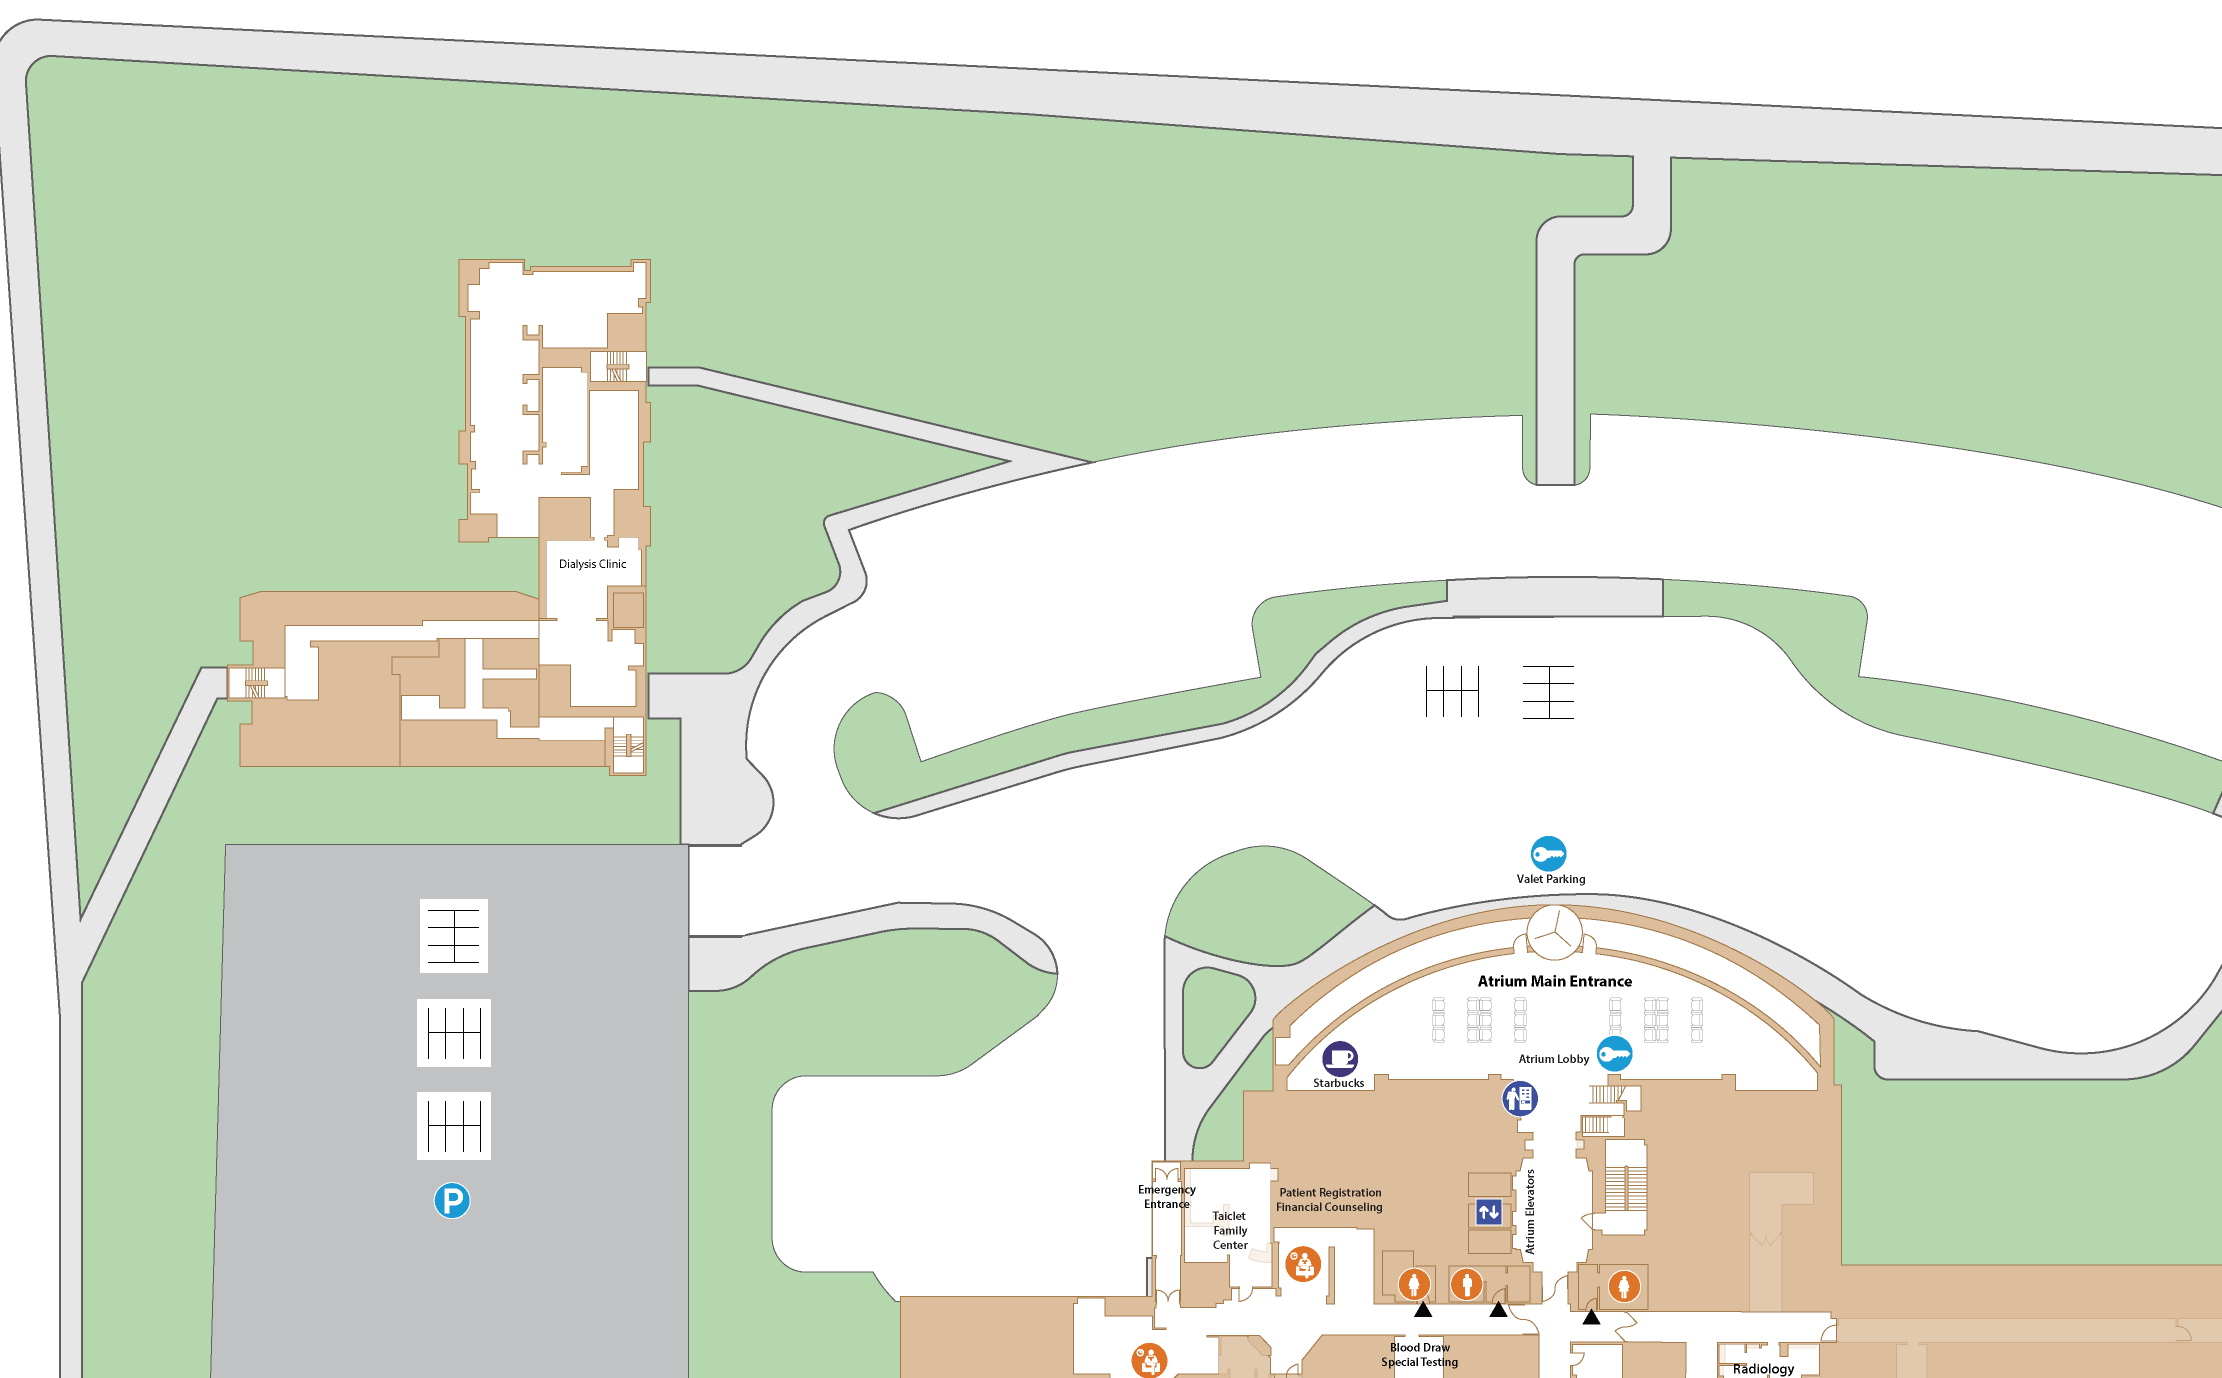 Dialysis Clinic
Valet Parking
Atrium Main Entrance
Atrium Lobby
Starbucks
P
Emergency
Entrance
Taiclet
Family
Center
Patient Registration
Financial Counseling
Atrium Elevators
Blood Draw
Special Testing
Radiology